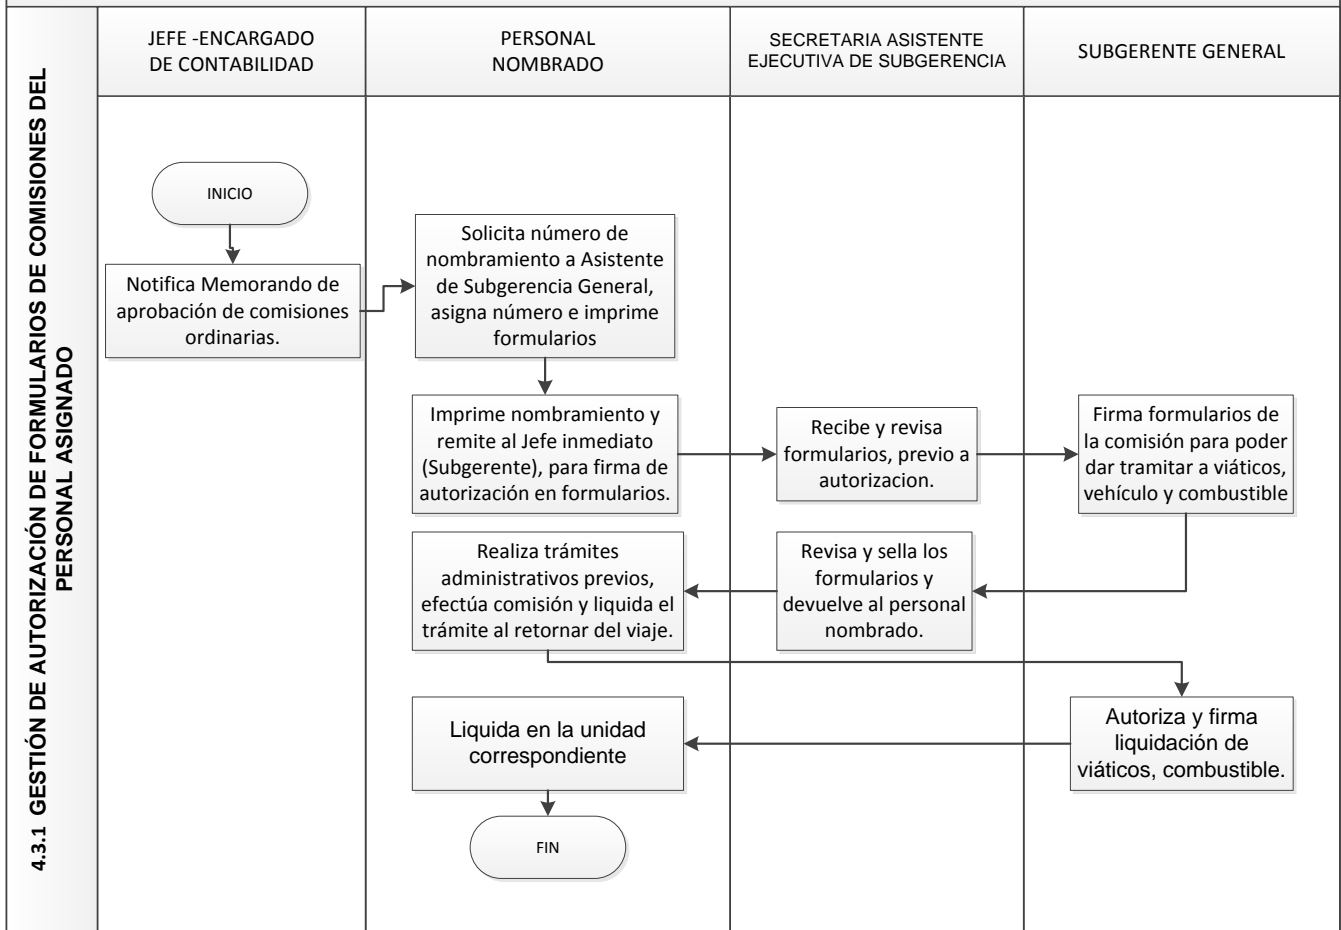 4.3.1 GESTIÓN DE AUTORIZACIÓN DE FORMULARIOS DE COMISIONES DEL
PERSONAL ASIGNADO
JEFE -ENCARGADO
DE CONTABILIDAD
PERSONAL
NOMBRADO
SECRETARIA ASISTENTE
EJECUTIVA DE SUBGERENCIA
SUBGERENTE GENERAL
INICIO
Notifica Memorando de
aprobación de comisiones
ordinarias.
Solicita número de
nombramiento a Asistente
de Subgerencia General,
asigna número e imprime
formularios
Imprime nombramiento y
remite al Jefe inmediato
(Subgerente), para firma de
autorización en formularios.
Recibe y revisa
formularios, previo a
autorizacion.
Firma formularios de
la comisión para poder
dar tramitar a viáticos,
vehículo y combustible
Revisa y sella los
formularios y
devuelve al personal
nombrado.
Realiza trámites
administrativos previos,
efectúa comisión y liquida el
trámite al retornar del viaje.
Autoriza y firma
liquidación de
viáticos, combustible.
Liquida en la unidad
correspondiente
FIN